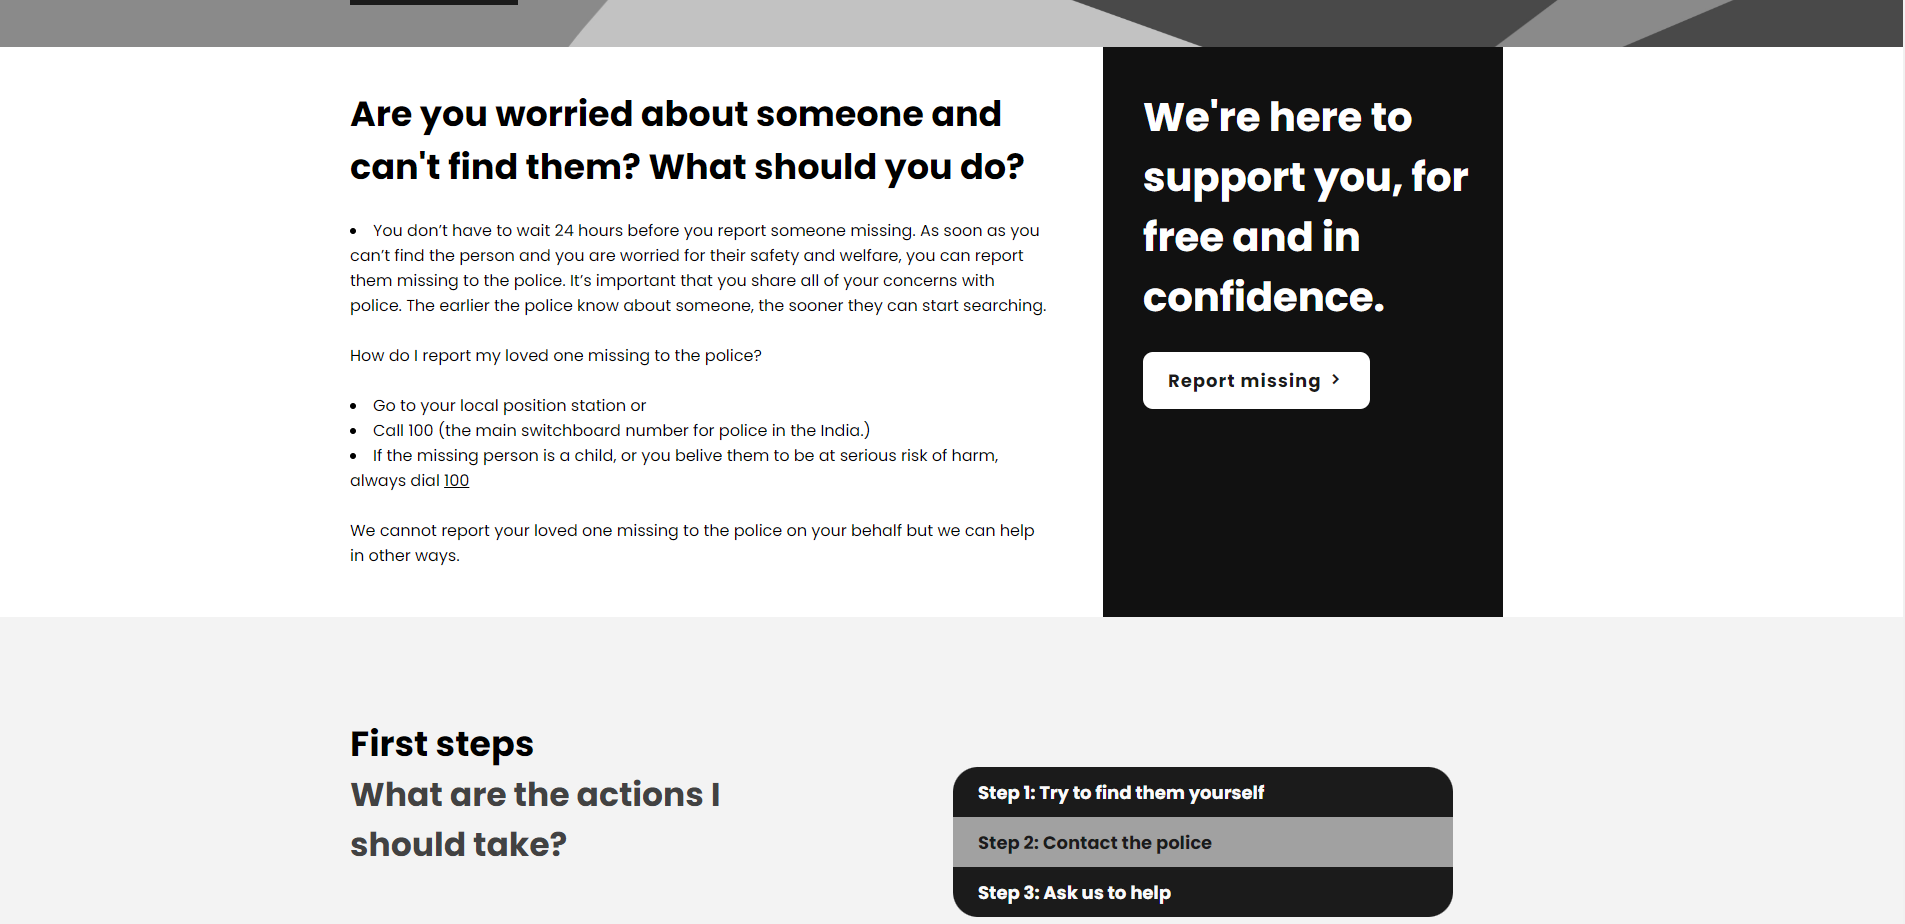 Are you worried about someone and
can't find them? What should you do?
• You don’t have to wait 24 hours before you report someone missing. As soon as you
can’t find the person and you are worried for their safety and welfare, you can report
them missing to the police. It’s important that you share all of your concerns with
police. The earlier the police know about someone, the sooner they can start searching.
How do I report my loved one missing to the police?
• Go to your local position station or
• Call 100 (the main switchboard number for police in the India.)
• If the missing person is a child, or you belive them to be at serious risk of harm,
always dial 100
We cannot report your loved one missing to the police on your behalf but we can help
in other ways.
We're here to
support you, for
free and in
confidence.
Report missing
First steps
What are the actions I
should take?
Step 1: Try to find them yourself
Step 2: Contact the police
Step 3: Ask us to help